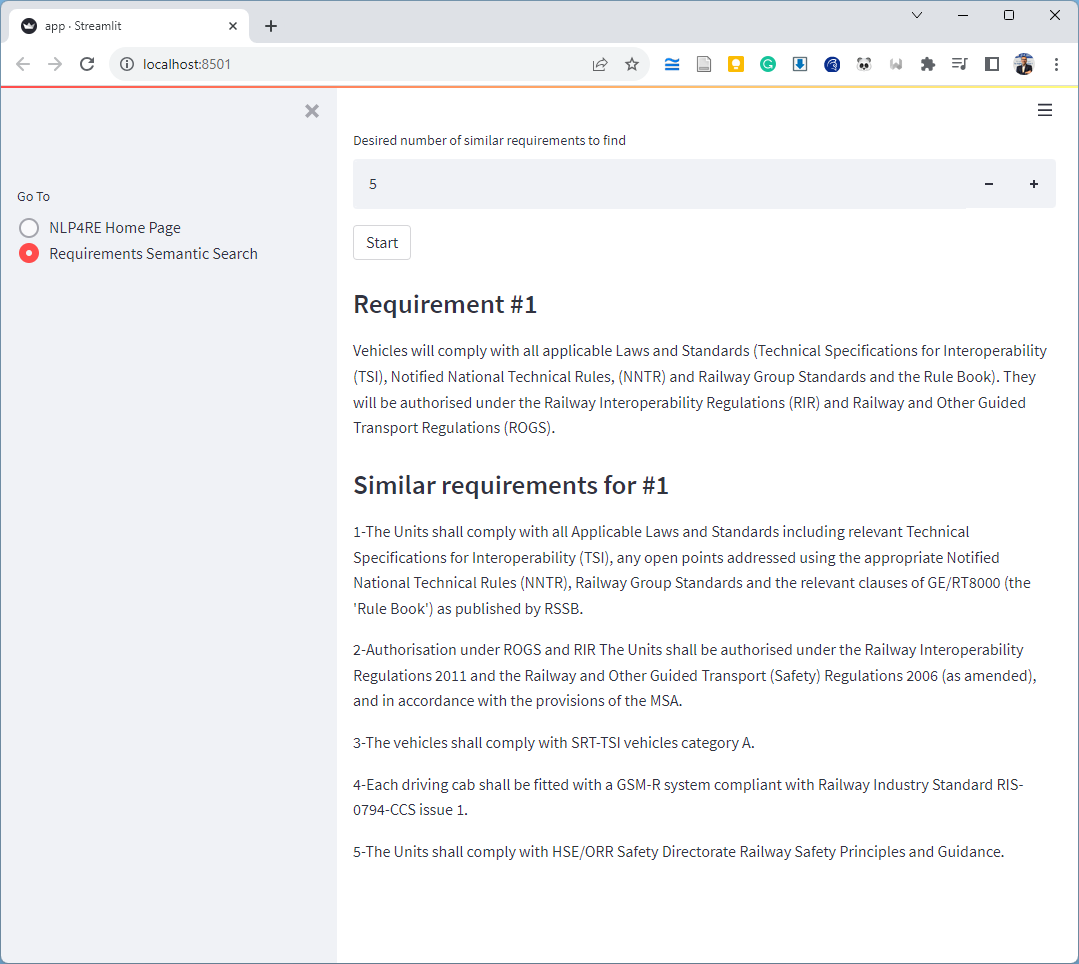 app · Streamlit
localhost:8501
Desired number of similar requirements to find
5
Go To
NLP4RE Home Page
Requirements Semantic Search
Start
Requirement #1
Vehicles will comply with all applicable Laws and Standards (Technical Specifications for Interoperability
(TSI), Notified National Technical Rules, (NNTR) and Railway Group Standards and the Rule Book). They
will be authorised under the Railway Interoperability Regulations (RIR) and Railway and Other Guided
Transport Regulations (ROGS).
Similar requirements for #1
1-The Units shall comply with all Applicable Laws and Standards including relevant Technical
Specifications for Interoperability (TSI), any open points addressed using the appropriate Notified
National Technical Rules (NNTR), Railway Group Standards and the relevant clauses of GE/RT8000 (the
'Rule Book') as published by RSSB.
2-Authorisation under ROGS and RIR The Units shall be authorised under the Railway Interoperability
Regulations 2011 and the Railway and Other Guided Transport (Safety) Regulations 2006 (as amended),
and in accordance with the provisions of the MSA.
3-The vehicles shall comply with SRT-TSI vehicles category A.
4-Each driving cab shall be fitted with a GSM-R system compliant with Railway Industry Standard RIS-
0794-CCS issue 1.
5-The Units shall comply with HSE/ORR Safety Directorate Railway Safety Principles and Guidance.